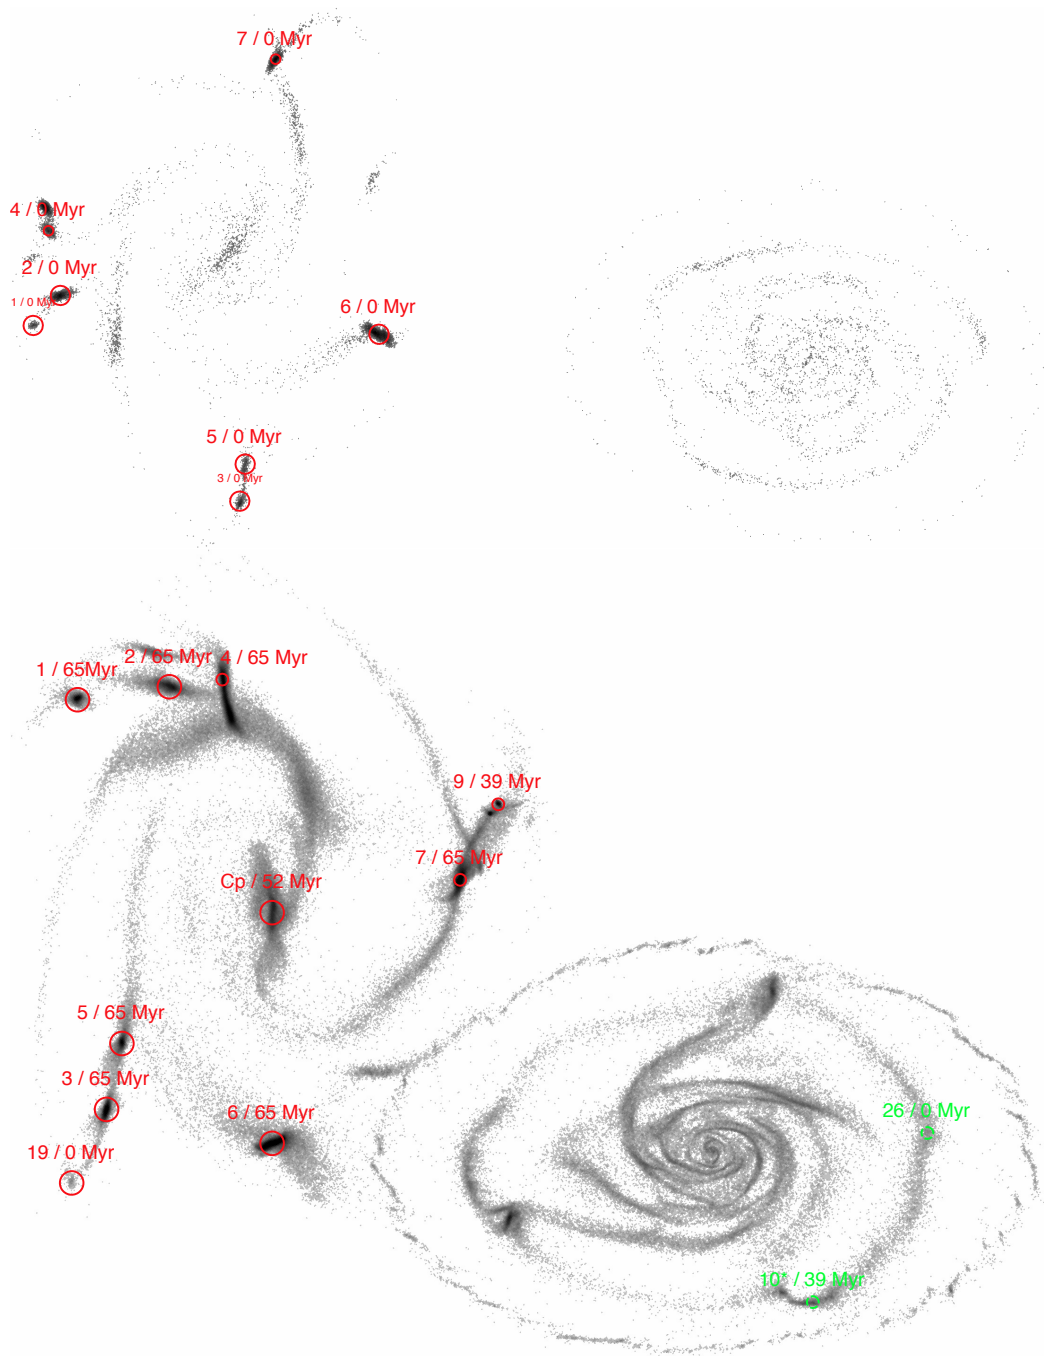 7 / 0 Myr
4 / 0 Myr
2 / 0 Myr
1 / 0 Myr
6 / 0 Myr
5 / 0 Myr
3 / 0 Myr
1 / 65Myr
2 / 65 Myr
4 / 65 Myr
9 / 39 Myr
7 / 65 Myr
Cp / 52 Myr
5 / 65 Myr
3 / 65 Myr
6 / 65 Myr
26 / 0 Myr
19 / 0 Myr
10* / 39 Myr